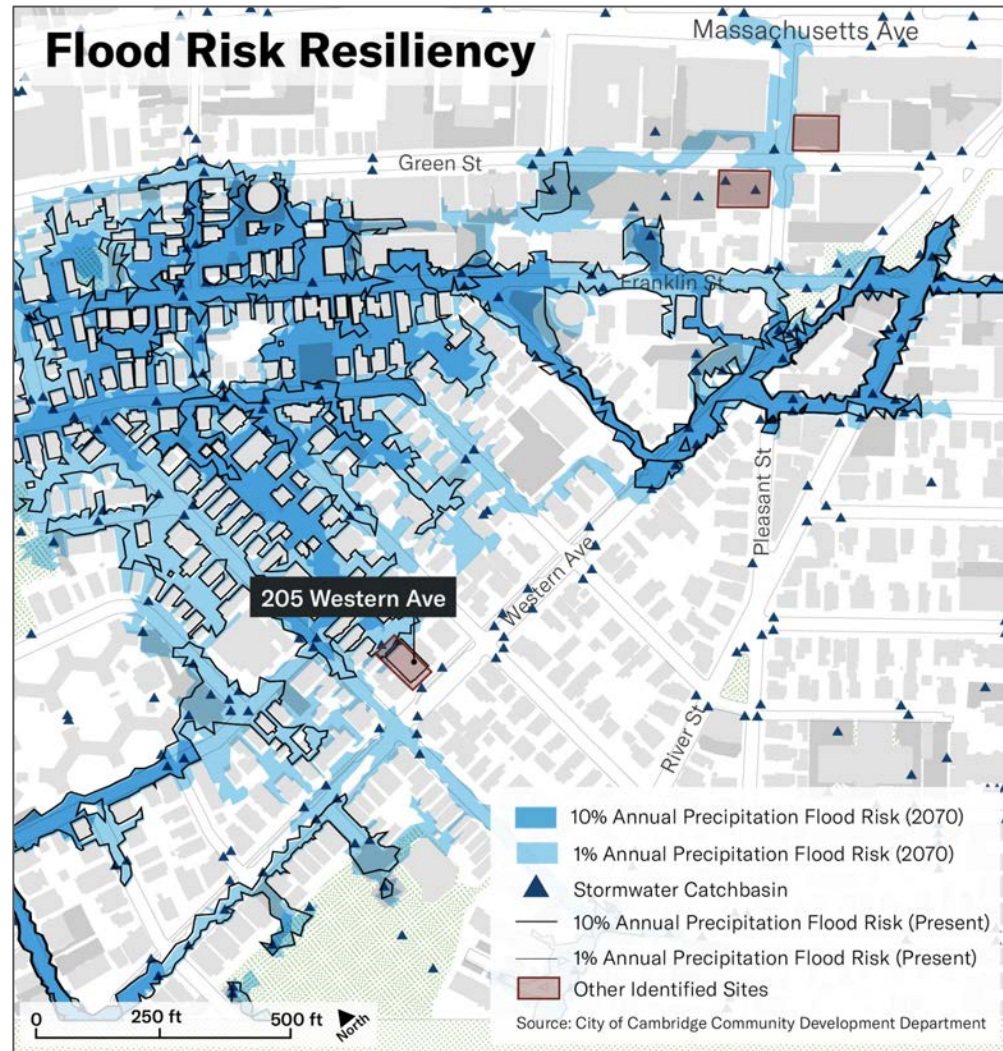 Flood Risk Resiliency
Massachusetts Ave
Green St
Franklin St
Pleasant St
205 Western Ave
Western Ave
River St
10% Annual Precipitation Flood Risk (2070)
1% Annual Precipitation Flood Risk (2070)
Stormwater Catchbasin
10% Annual Precipitation Flood Risk (Present)
1% Annual Precipitation Flood Risk (Present)
Other Identified Sites
Source: City of Cambridge Community Development Department
0 250 ft 500 ft
North